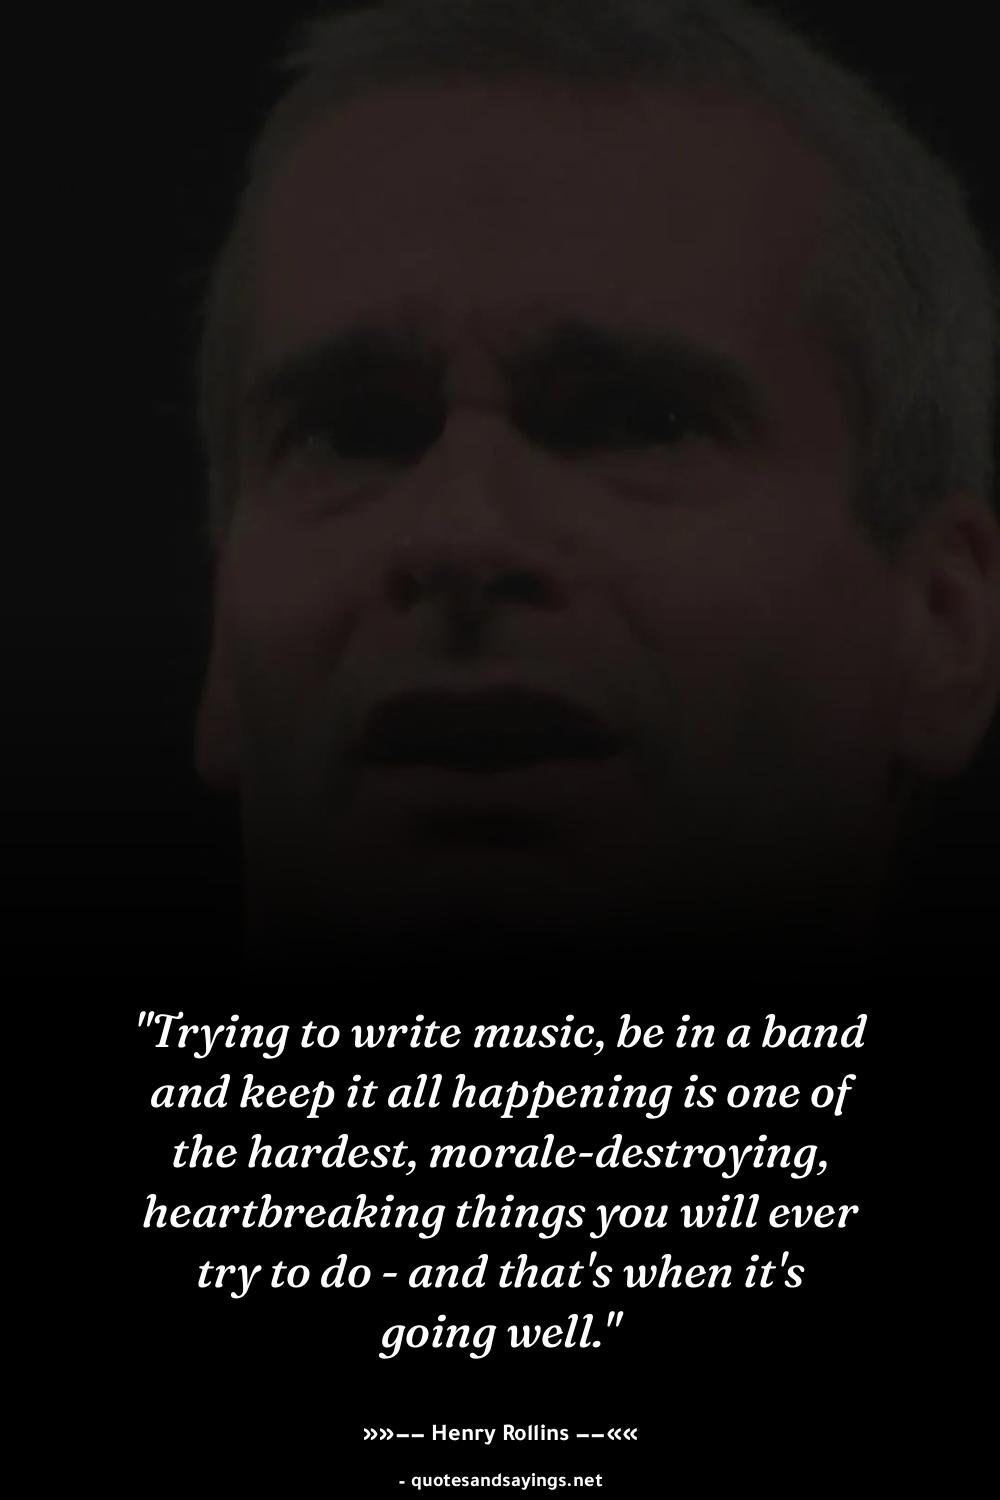 "Trying to write music, be in a band
and keep it all happening is one of
the hardest, morale-destroying,
heartbreaking things you will ever
try to do - and that's when it's
going well."
»»−− Henry Rollins −−««
- quotesandsayings.net